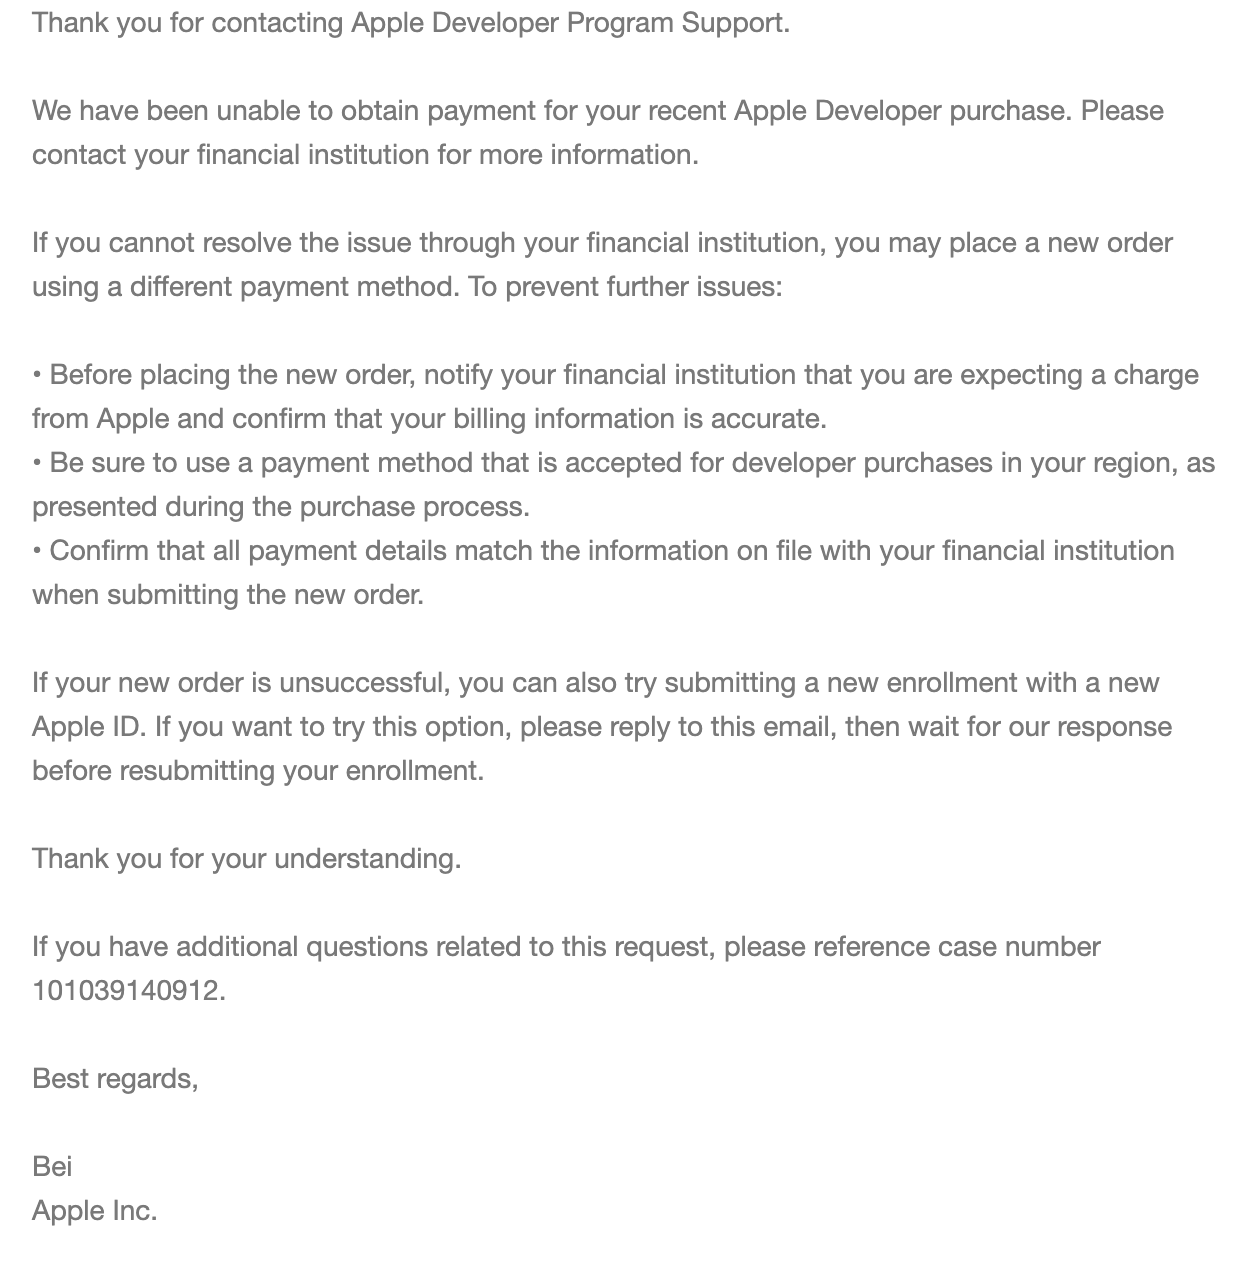 Thank you for contacting Apple Developer Program Support.
We have been unable to obtain payment for your recent Apple Developer purchase. Please
contact your financial institution for more information.
If you cannot resolve the issue through your financial institution, you may place a new order
using a different payment method. To prevent further issues:
• Before placing the new order, notify your financial institution that you are expecting a charge
from Apple and confirm that your billing information is accurate.
• Be sure to use a payment method that is accepted for developer purchases in your region, as
presented during the purchase process.
• Confirm that all payment details match the information on file with your financial institution
when submitting the new order.
If your new order is unsuccessful, you can also try submitting a new enrollment with a new
Apple ID. If you want to try this option, please reply to this email, then wait for our response
before resubmitting your enrollment.
Thank you for your understanding.
If you have additional questions related to this request, please reference case number
101039140912.
Best regards,
Bei
Apple Inc.